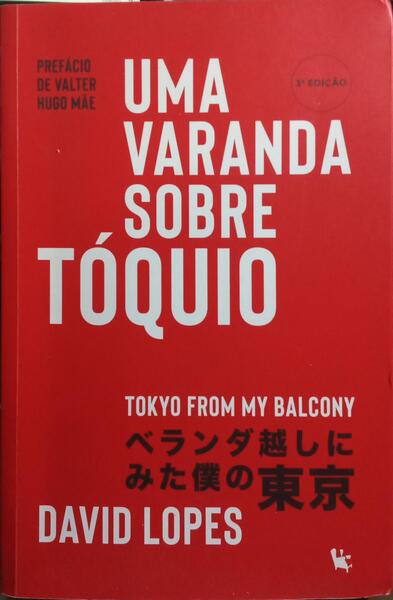 PREFÁCIO
DE VALTER
HUGO MÃE
3ª EDIÇÃO
UMA
VARANDA
SOBRE
TÓQUIO
TOKYO FROM MY BALCONY
ベランダ越しに
みた僕の東京
DAVID LOPES